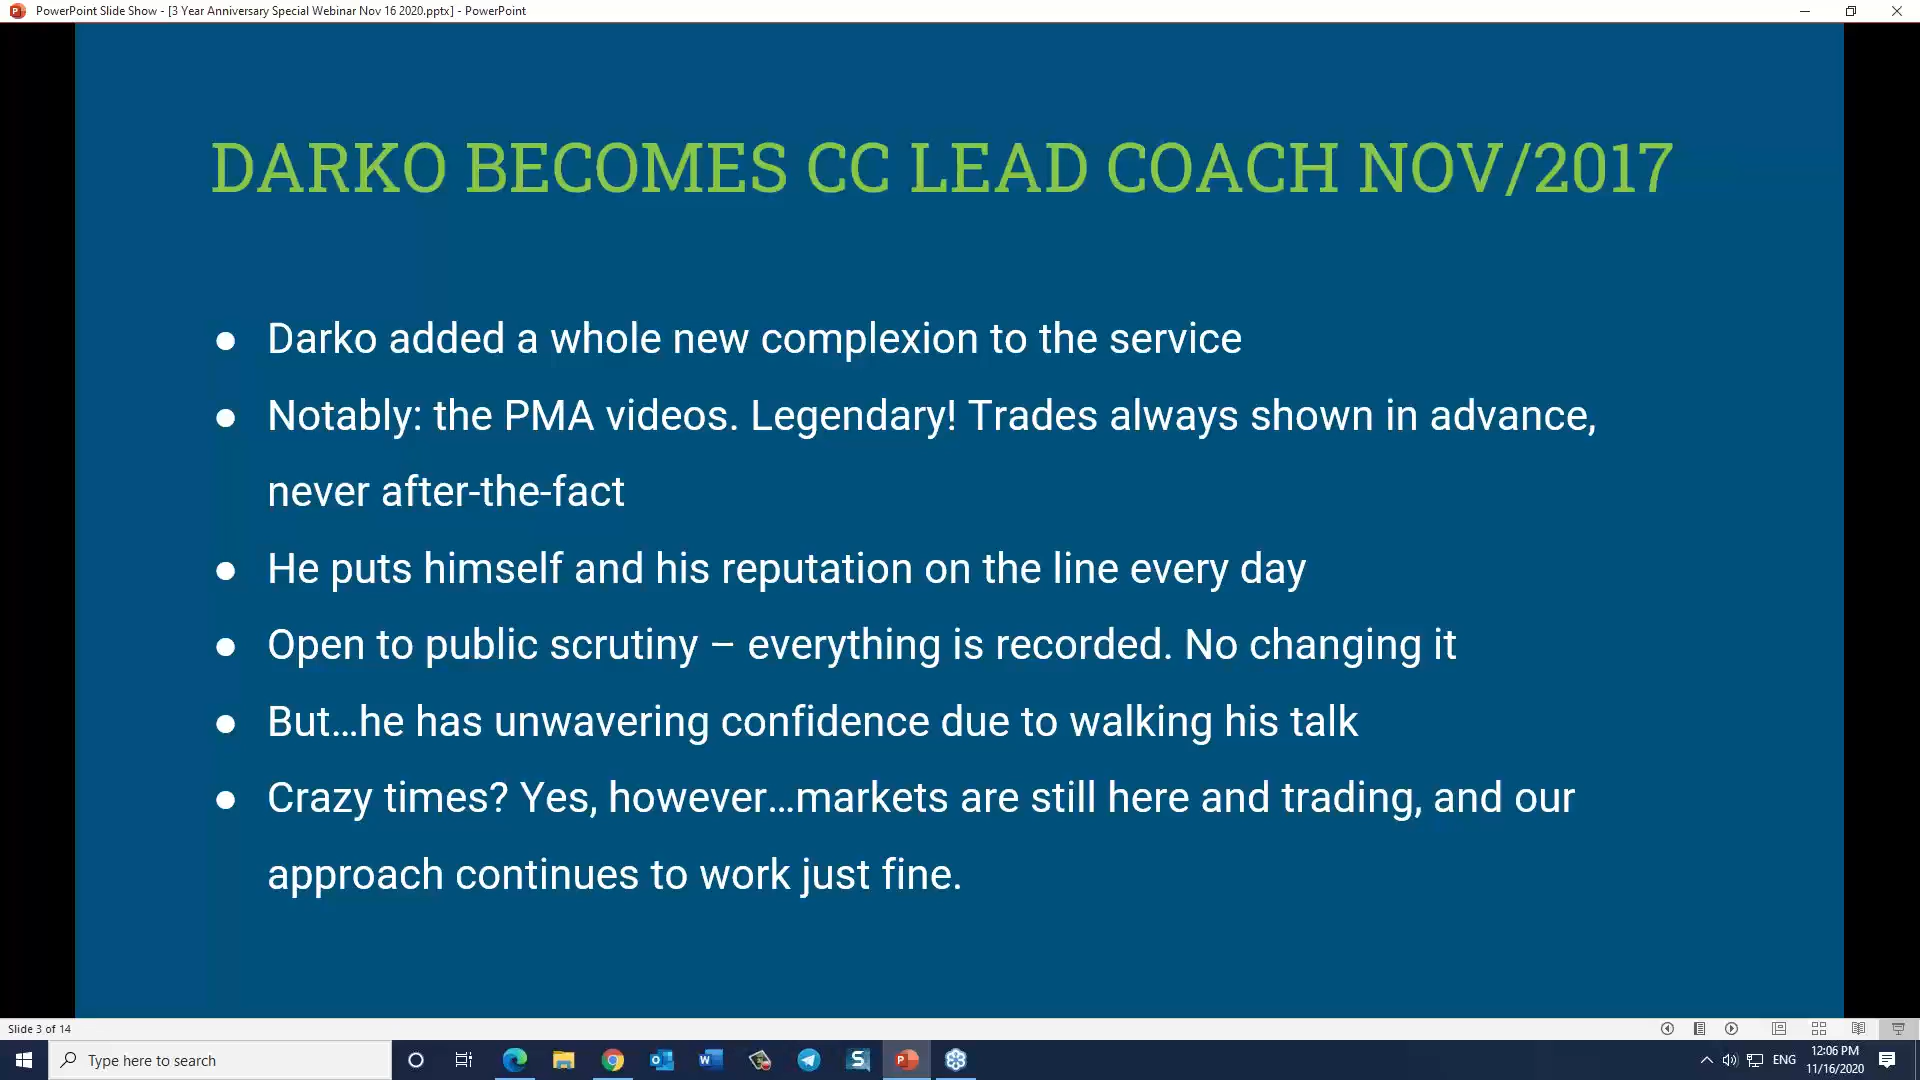 PowerPoint Slide Show - [3 Year Anniversary Special Webinar Nov 16 2020.pptx] - PowerPoint
DARKO BECOMES CC LEAD COACH NOV/2017
● Darko added a whole new complexion to the service
● Notably: the PMA videos. Legendary! Trades always shown in advance,
never after-the-fact
● He puts himself and his reputation on the line every day
● Open to public scrutiny – everything is recorded. No changing it
● But…he has unwavering confidence due to walking his talk
● Crazy times? Yes, however…markets are still here and trading, and our
approach continues to work just fine.
Slide 3 of 14
Type here to search
ENG
12:06 PM
11/16/2020